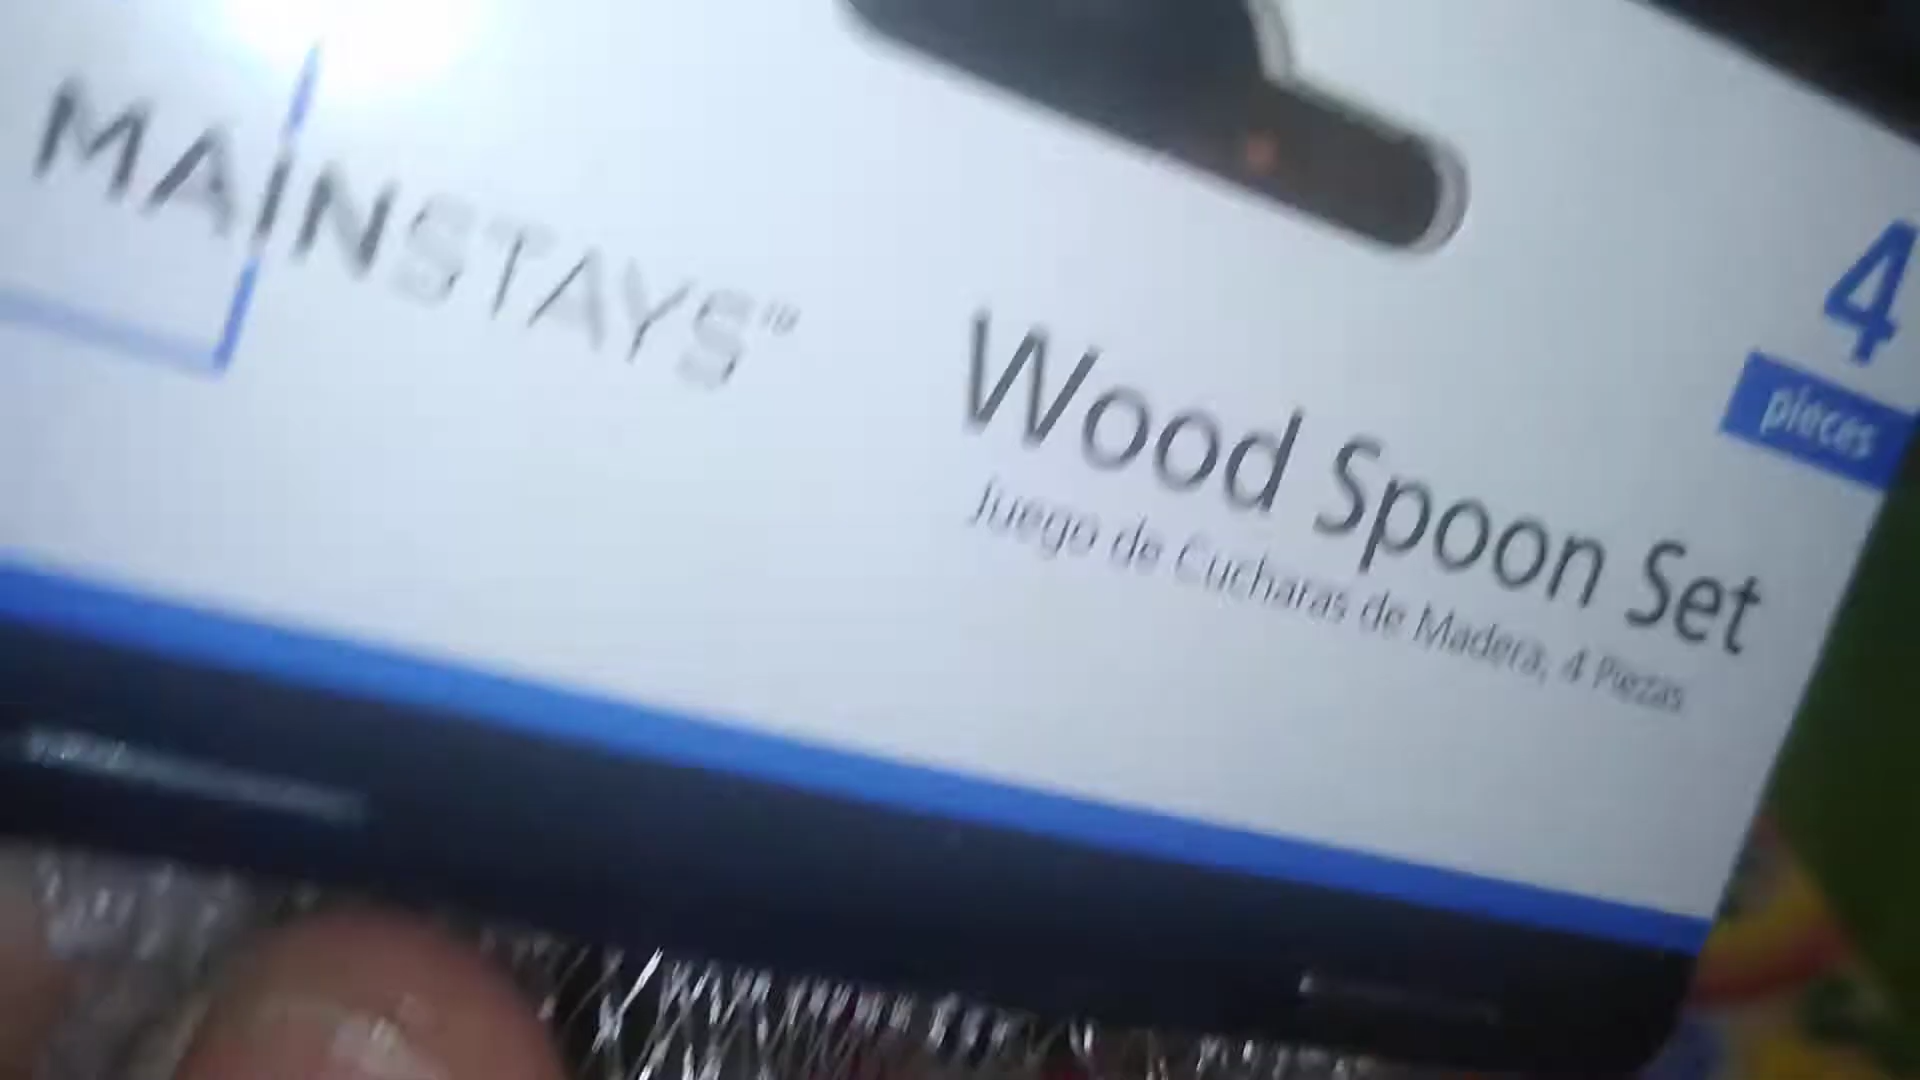 MAINSTAYS™
4
pieces
Wood Spoon Set
Juego de Cucharas de Madera, 4 Piezas